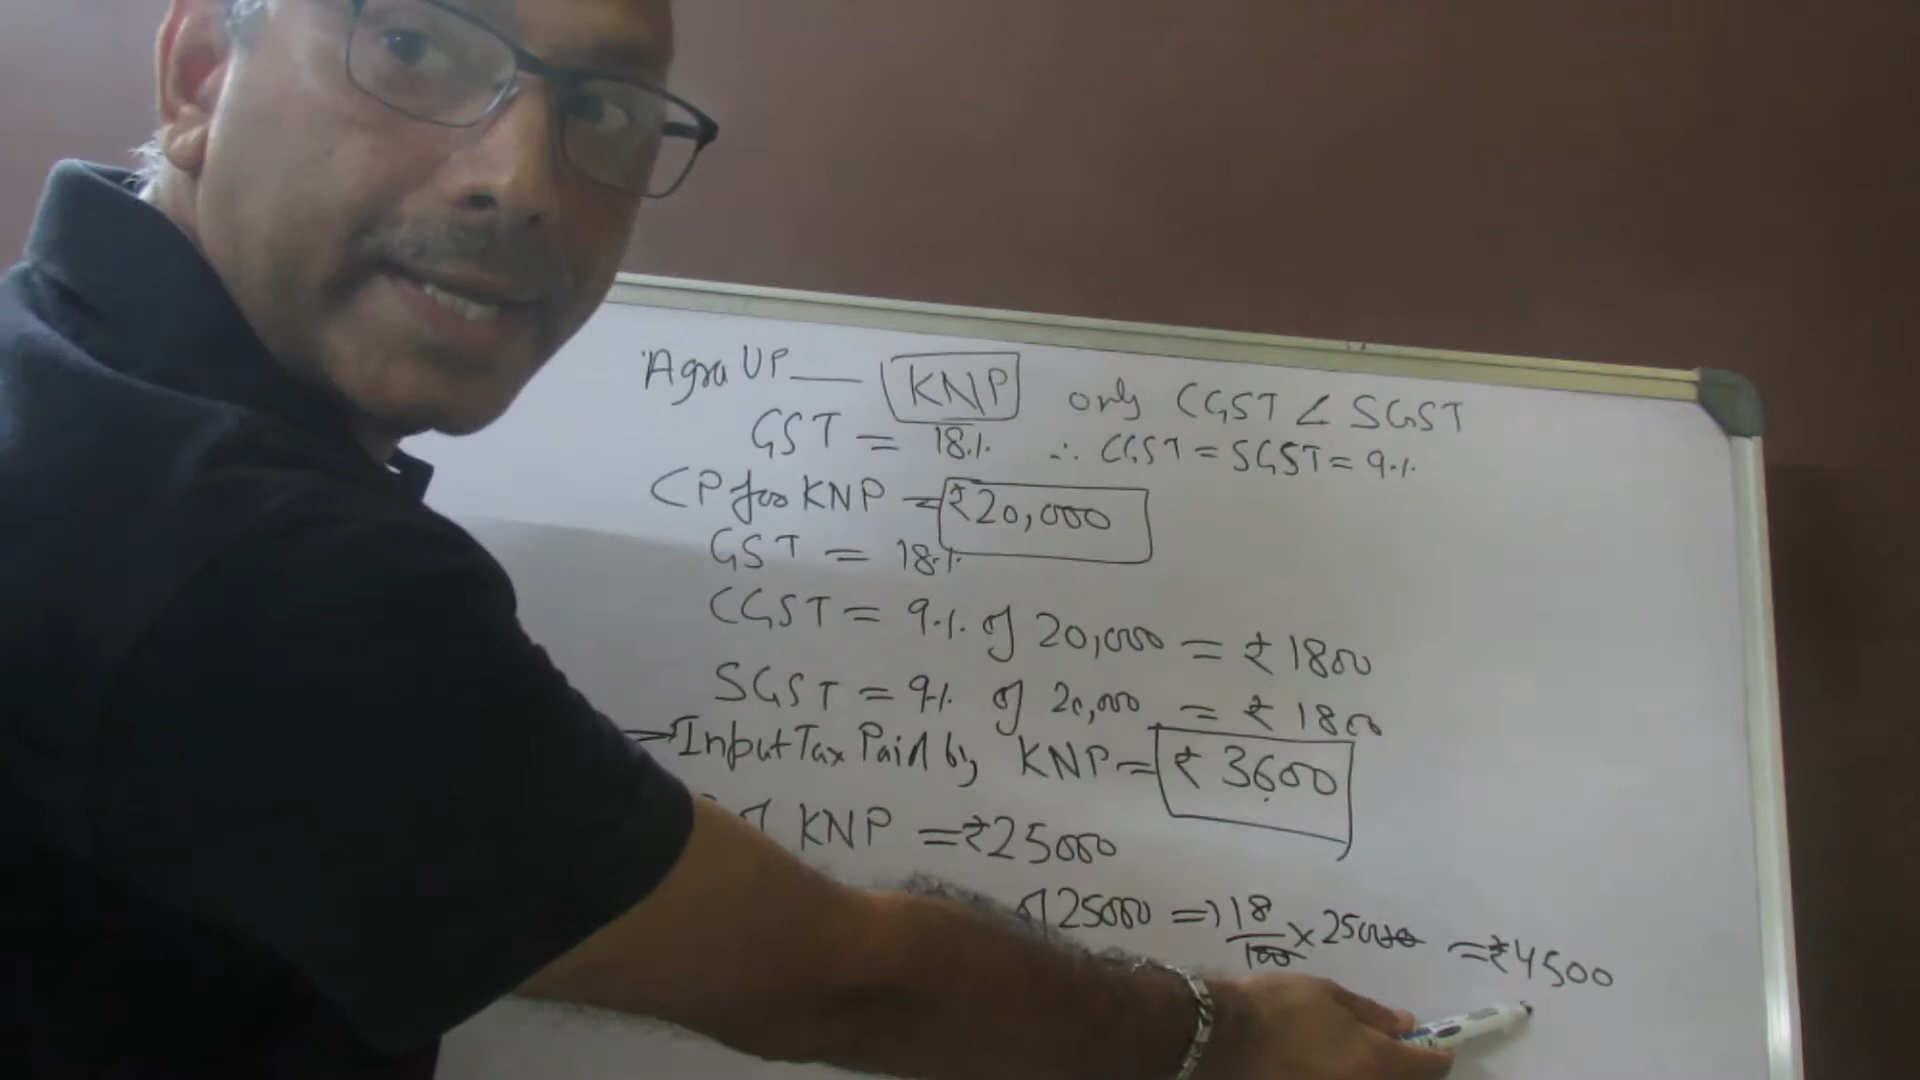 Agra UP — KNP only CGST & SGST
GST = 18% ∴ CGST = SGST = 9%
CP for KNP = ₹20,000
GST = 18%
CGST = 9% of 20,000 = ₹1800
SGST = 9% of 20,000 = ₹1800
→ Input Tax Paid by KNP = ₹3600
KNP = ₹25000
of 25000 => 18/100 × 25000 = ₹4500